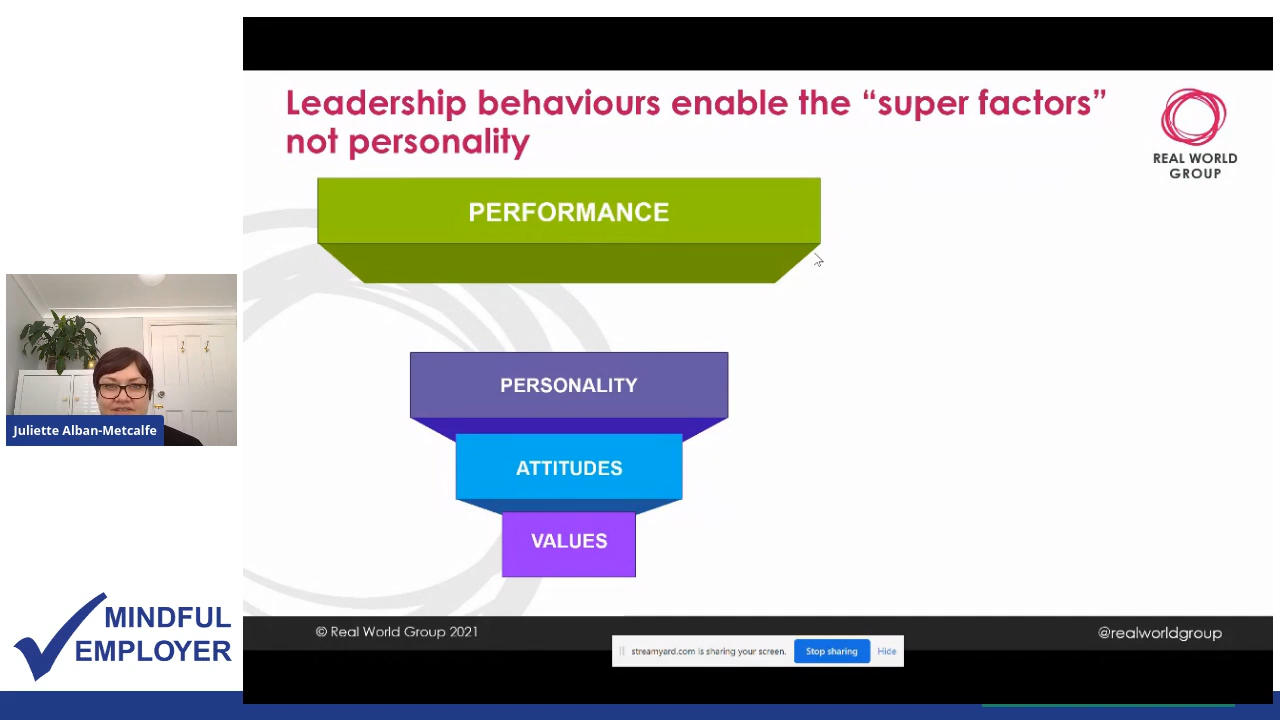 Leadership behaviours enable the “super factors”
not personality
REAL WORLD
GROUP
PERFORMANCE
PERSONALITY
ATTITUDES
VALUES
Juliette Alban-Metcalfe
MINDFUL
EMPLOYER
© Real World Group 2021
@realworldgroup
streamyard.com is sharing your screen.
Stop sharing
Hide